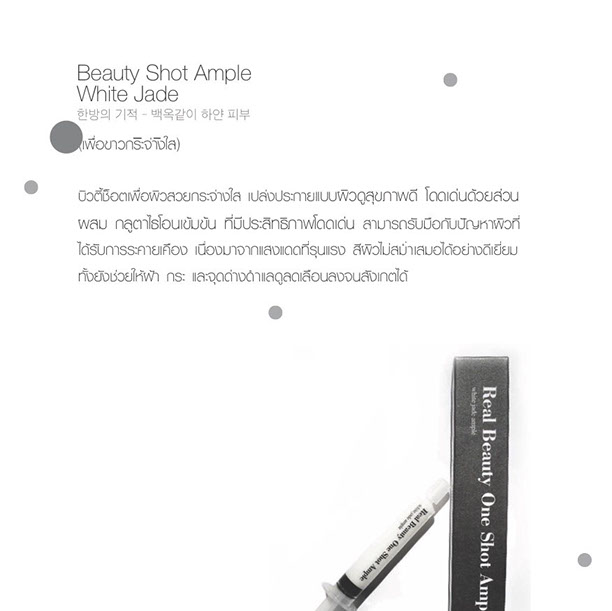 Beauty Shot Ample
White Jade
한방의 기적 - 백옥같이 하얀 피부
(เพื่อขาวกระจ่างใส)
บิวตี้ช็อตเพื่อผิวสวยกระจ่างใส เปล่งประกายแบบผิวดูสุขภาพดี โดดเด่นด้วยส่วน
ผสม กลูตาไธโอนเข้มข้น ที่มีประสิทธิภาพโดดเด่น สามารถรับมือกับปัญหาผิวที่
ได้รับการระคายเคือง เนื่องมาจากแสงแดดที่รุนแรง สีผิวไม่สม่ำเสมอได้อย่างดีเยี่ยม
ทั้งยังช่วยให้ฝ้า กระ และจุดด่างดำแลดูลดเลือนลงจนสังเกตได้
Real Beauty One Shot Amp
white jade ample
Real Beauty One Shot Ample
white jade ample